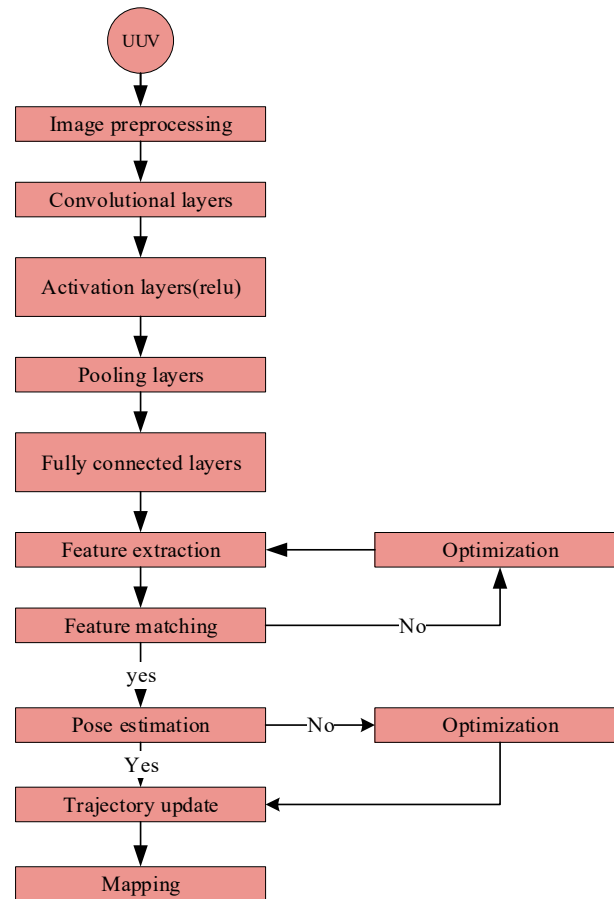 UUV
Image preprocessing
Convolutional layers
Activation layers(relu)
Pooling layers
Fully connected layers
Feature extraction
Optimization
Feature matching
No
yes
Pose estimation
No
Optimization
Yes
Trajectory update
Mapping